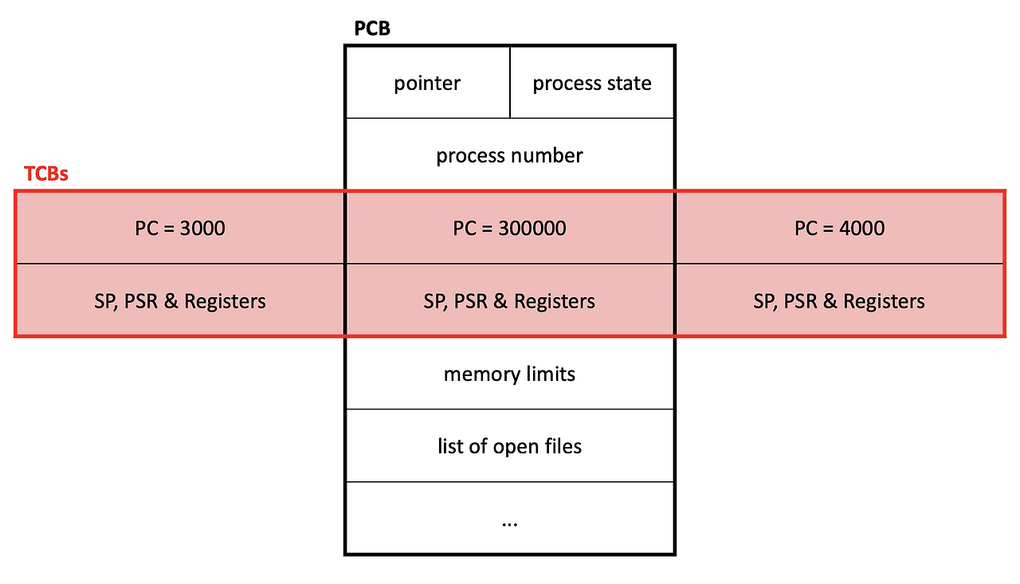 PCB
pointer
process state
process number
TCBs
PC = 3000
PC = 300000
PC = 4000
SP, PSR & Registers
SP, PSR & Registers
SP, PSR & Registers
memory limits
list of open files
...